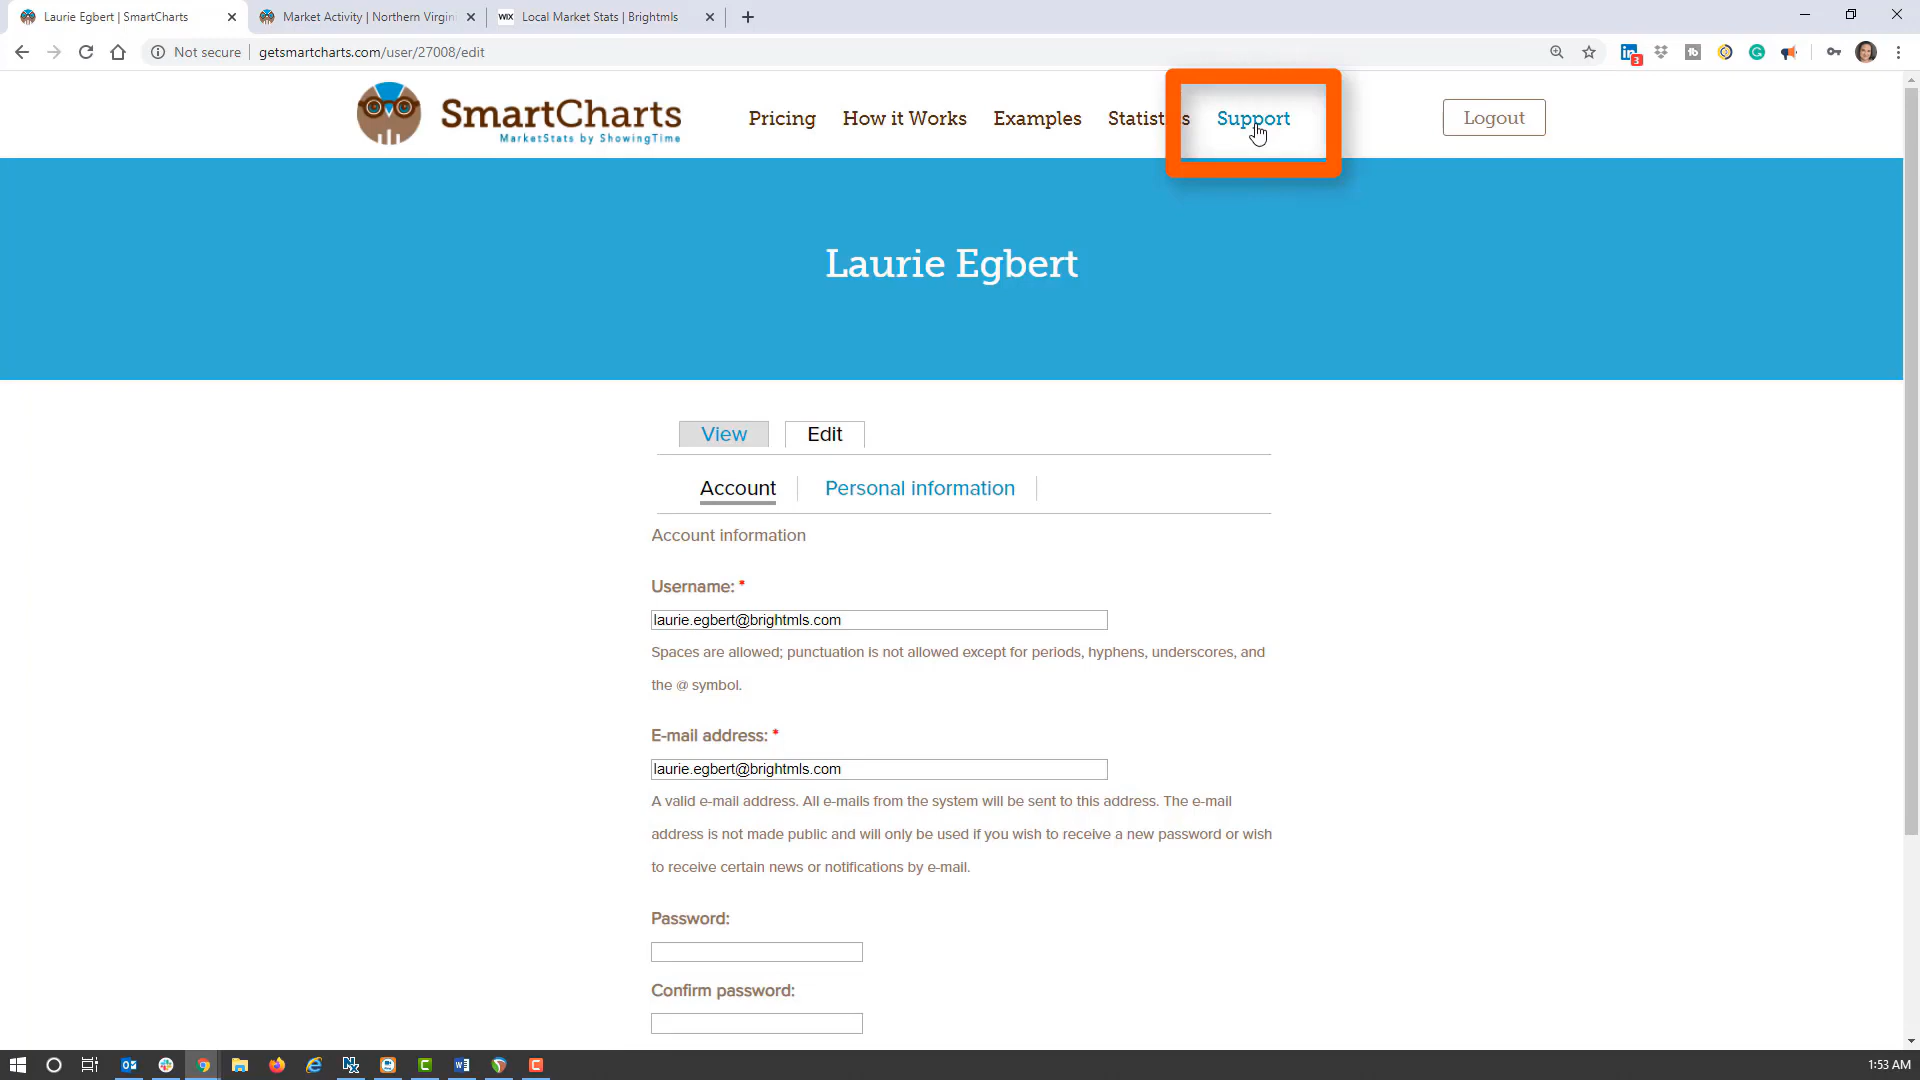 Laurie Egbert | SmartCharts
Market Activity | Northern Virgini
WIX Local Market Stats | Brightmls
Not secure
getsmartcharts.com/user/27008/edit
3
SmartCharts
MarketStats by ShowingTime
Pricing
How it Works
Examples
Statist s
Support
Logout
Laurie Egbert
View
Edit
Account
Personal information
Account information
Username: *
laurie.egbert@brightmls.com
Spaces are allowed; punctuation is not allowed except for periods, hyphens, underscores, and
the @ symbol.
E-mail address: *
laurie.egbert@brightmls.com
A valid e-mail address. All e-mails from the system will be sent to this address. The e-mail
address is not made public and will only be used if you wish to receive a new password or wish
to receive certain news or notifications by e-mail.
Password:
Confirm password:
1:53 AM